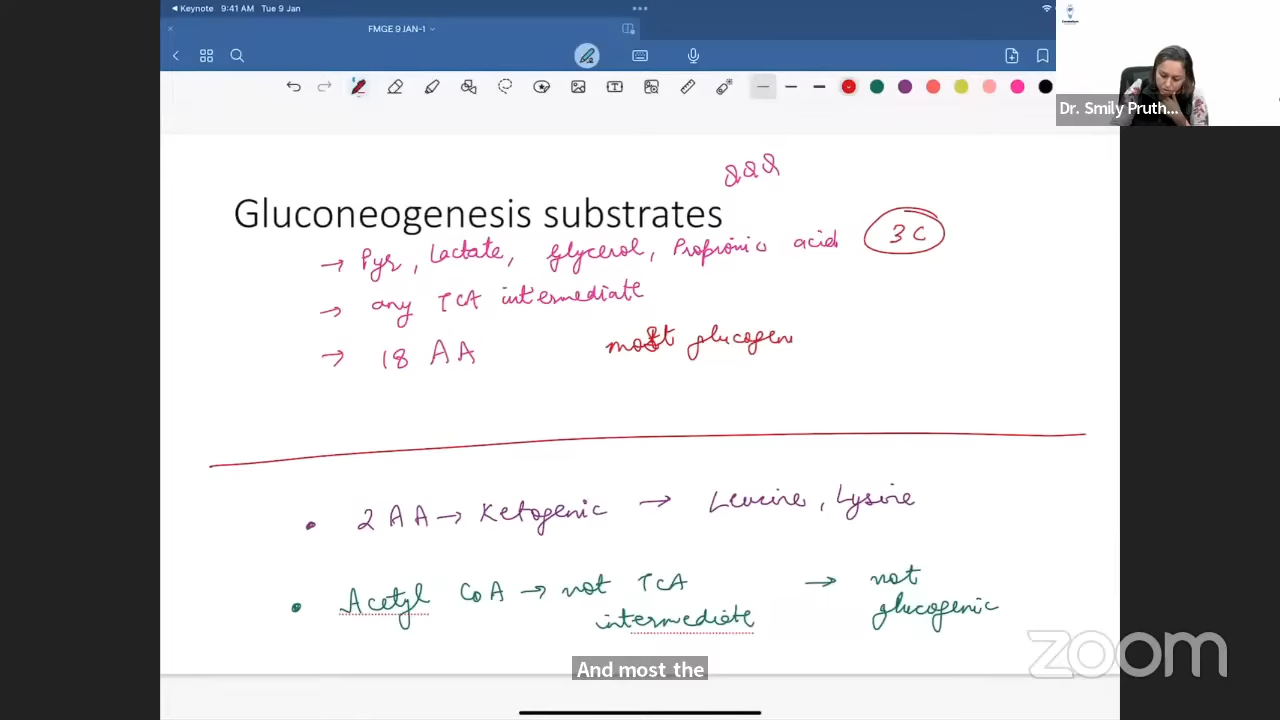 Keynote 9:41 AM Tue 9 Jan
FMGE 9 JAN-1
Dr. Smily Pruth...
Gluconeogenesis substrates
→ Pyr, Lactate, Glycerol, Propionic acid 3C
→ any TCA intermediate
→ 18 AA most glucogen
• 2 AA → Ketogenic → Leucine, Lysine
• Acetyl CoA → not TCA → not
intermediate glucogenic
zoom
And most the